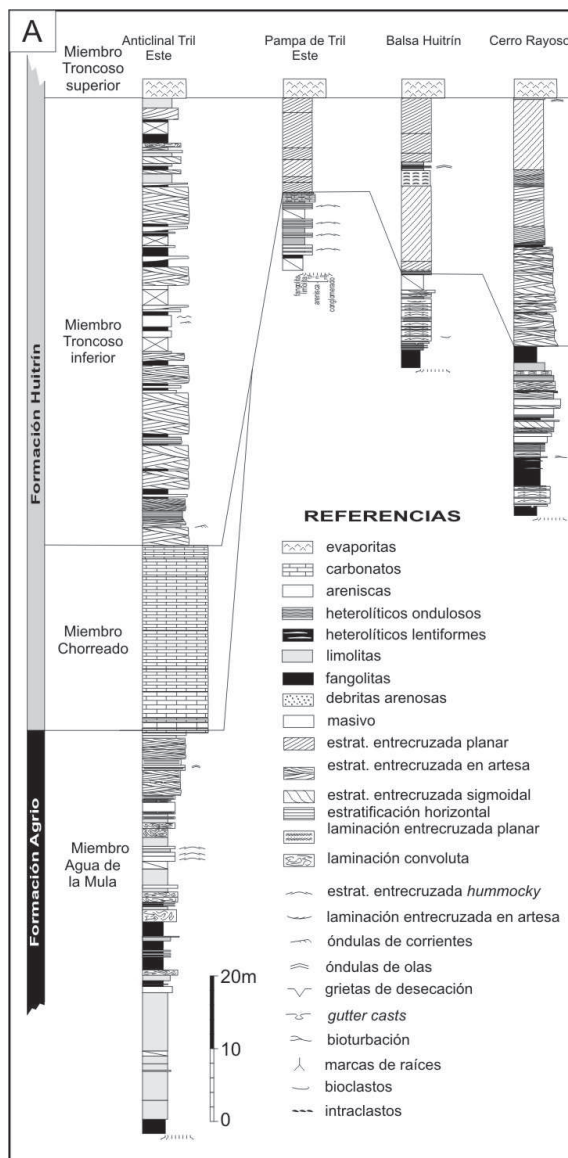 A
Miembro
Troncoso
superior
Anticlinal Tril
Este
Pampa de Tril
Este
Balsa Huitrín
Cerro Rayoso
Formación Huitrín
Miembro
Troncoso
inferior
fangolita
limolita
arenisca
conglomerado
Miembro
Chorreado
Formación Agrio
Miembro
Agua de
la Mula
20m
10
0
REFERENCIAS
evaporitas
carbonatos
areniscas
heterolíticos ondulosos
heterolíticos lentiformes
limolitas
fangolitas
debritas arenosas
masivo
estrat. entrecruzada planar
estrat. entrecruzada en artesa
estrat. entrecruzada sigmoidal
estratificación horizontal
laminación entrecruzada planar
laminación convoluta
estrat. entrecruzada hummocky
laminación entrecruzada en artesa
óndulas de corrientes
óndulas de olas
grietas de desecación
gutter casts
bioturbación
marcas de raíces
bioclastos
intraclastos